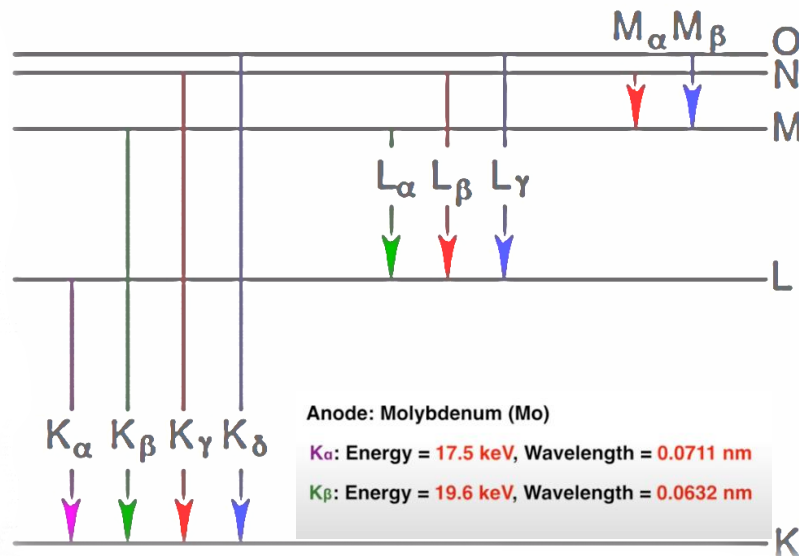 Mα Mβ
O
N
M
Lα Lβ Lγ
L
Kα Kβ Kγ Kδ
Anode: Molybdenum (Mo)
Kα: Energy = 17.5 keV, Wavelength = 0.0711 nm
Kβ: Energy = 19.6 keV, Wavelength = 0.0632 nm
K